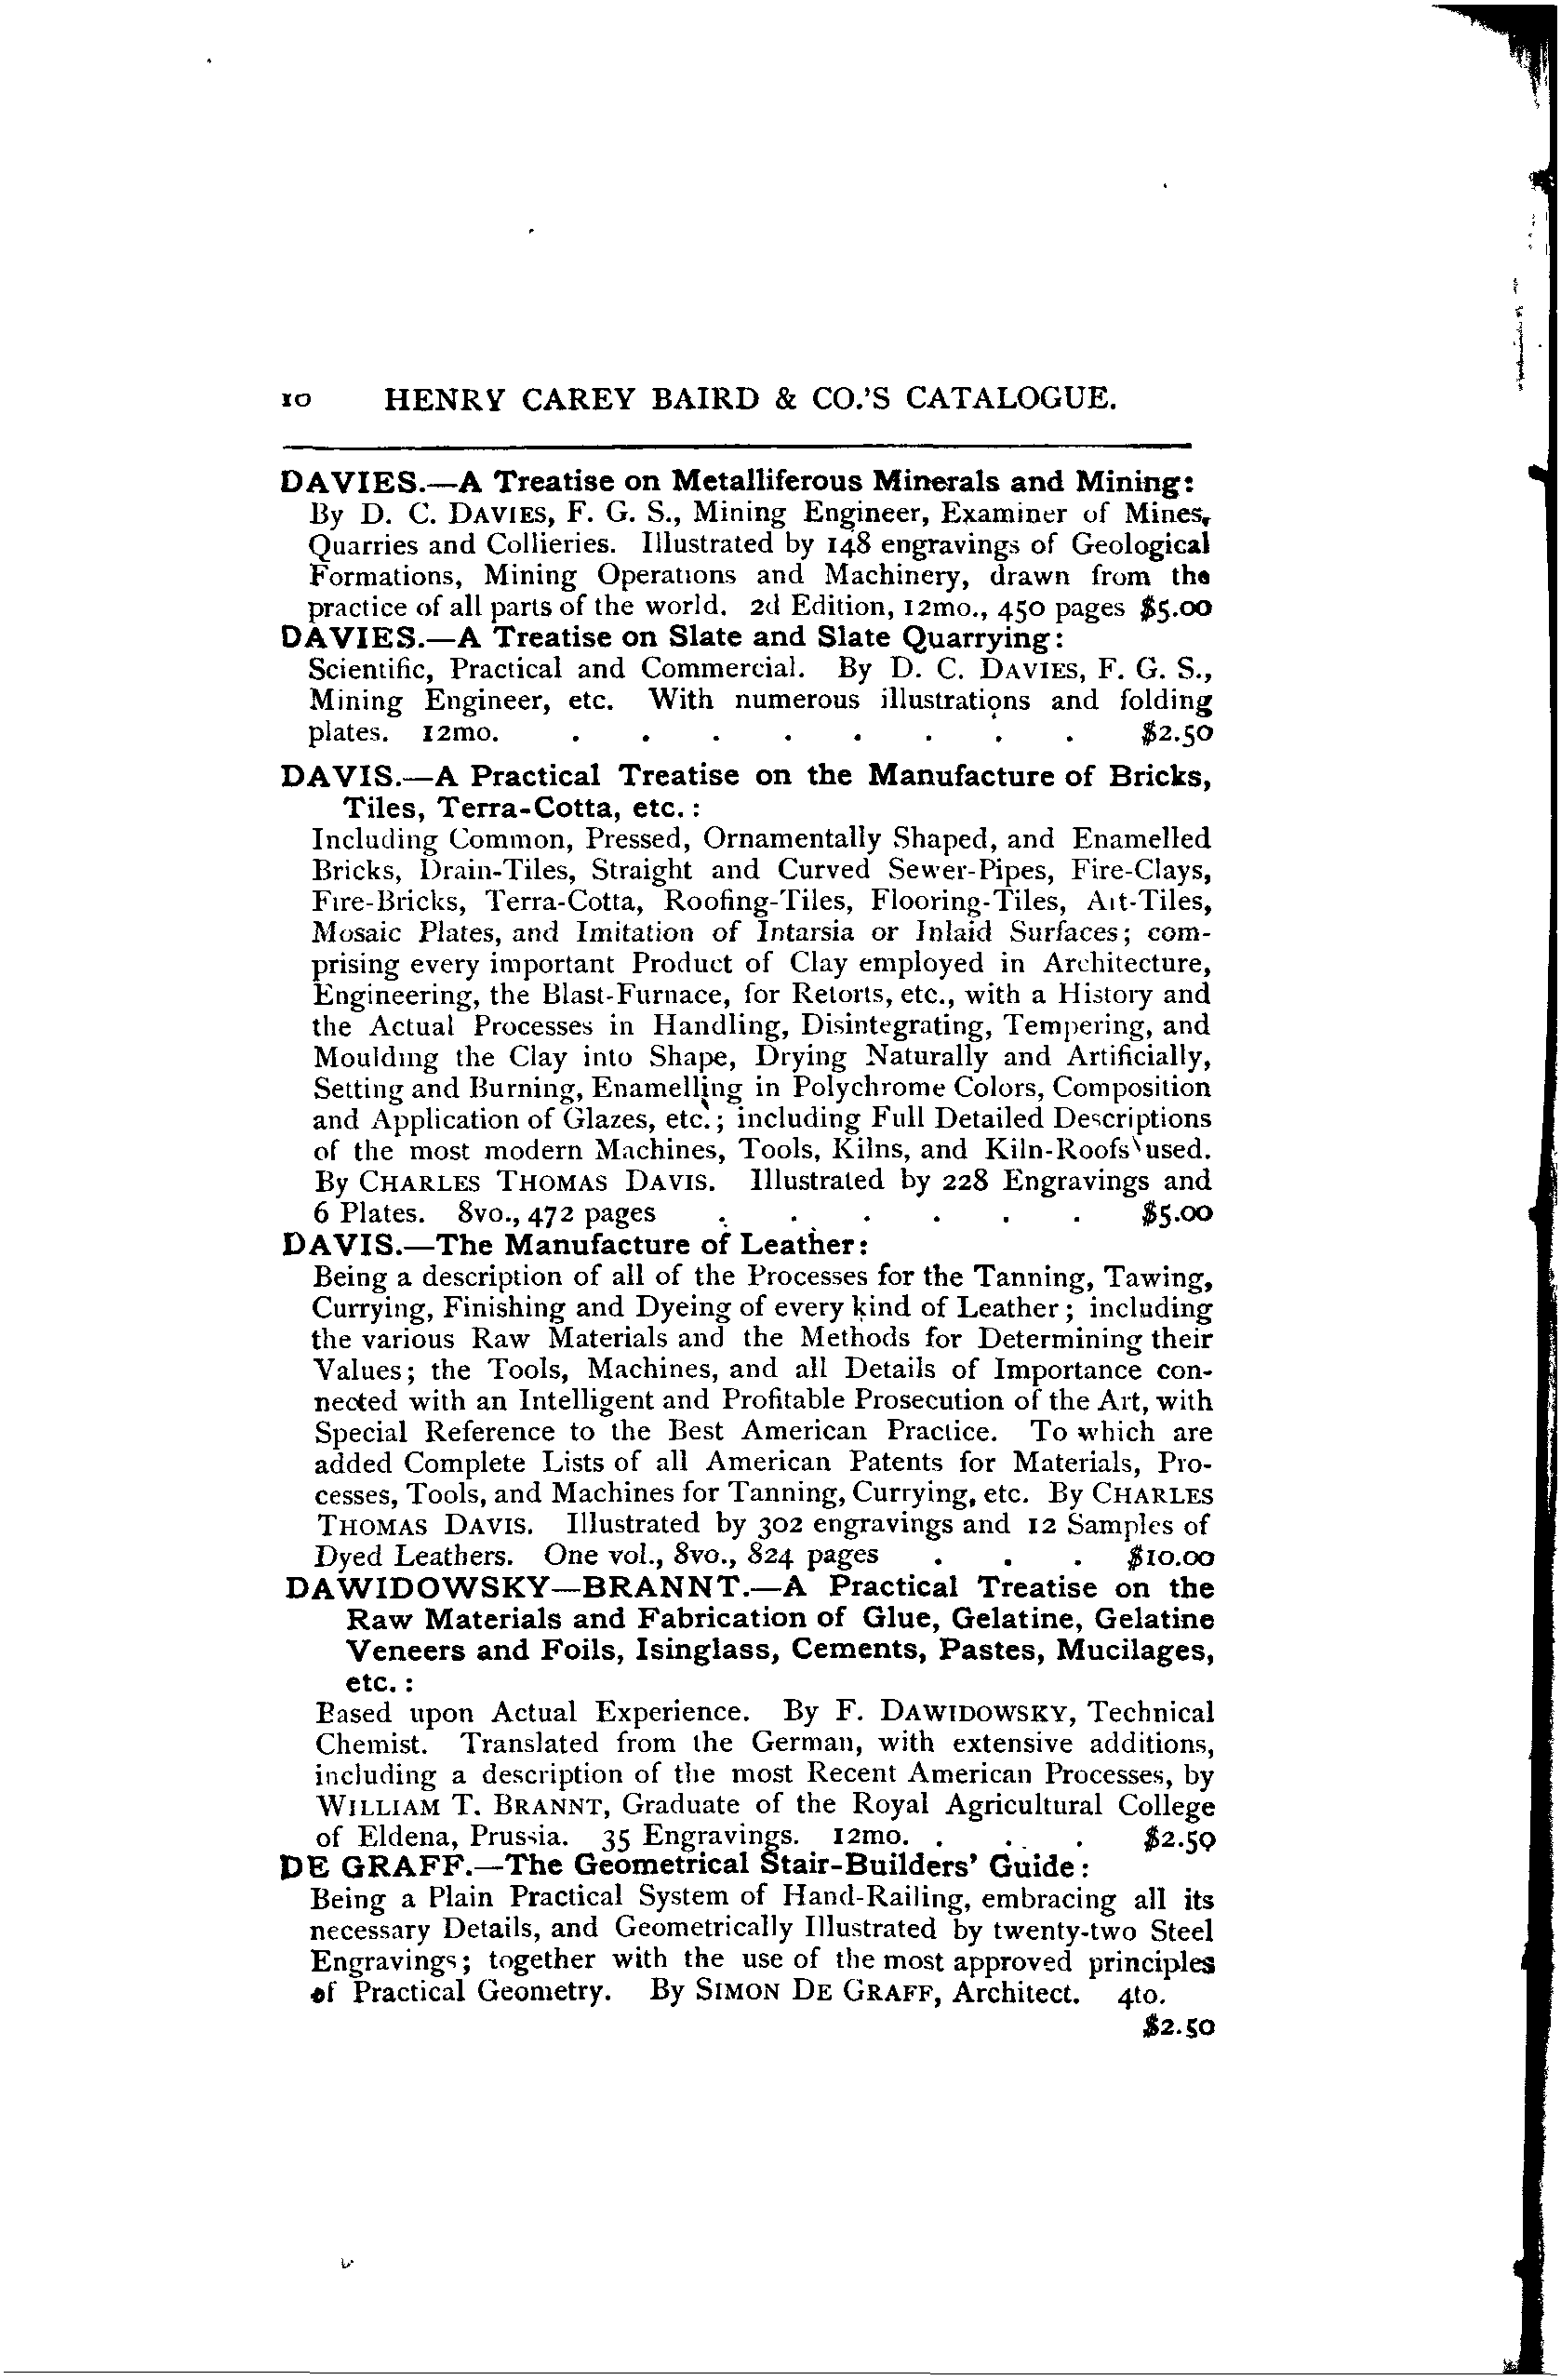 10 HENRY CAREY BAIRD & CO.'S CATALOGUE.
DAVIES.—A Treatise on Metalliferous Minerals and Mining:
By D. C. DAVIES, F. G. S., Mining Engineer, Examiner of Mines,
Quarries and Collieries. Illustrated by 148 engravings of Geological
Formations, Mining Operations and Machinery, drawn from the
practice of all parts of the world. 2d Edition, 12mo., 450 pages $5.00
DAVIES.—A Treatise on Slate and Slate Quarrying:
Scientific, Practical and Commercial. By D. C. DAVIES, F. G. S.,
Mining Engineer, etc. With numerous illustrations and folding
plates. 12mo. . . . . . . . . $2.50
DAVIS.—A Practical Treatise on the Manufacture of Bricks,
Tiles, Terra-Cotta, etc.:
Including Common, Pressed, Ornamentally Shaped, and Enamelled
Bricks, Drain-Tiles, Straight and Curved Sewer-Pipes, Fire-Clays,
Fire-Bricks, Terra-Cotta, Roofing-Tiles, Flooring-Tiles, Art-Tiles,
Mosaic Plates, and Imitation of Intarsia or Inlaid Surfaces; com-
prising every important Product of Clay employed in Architecture,
Engineering, the Blast-Furnace, for Retorts, etc., with a History and
the Actual Processes in Handling, Disintegrating, Tempering, and
Moulding the Clay into Shape, Drying Naturally and Artificially,
Setting and Burning, Enamelling in Polychrome Colors, Composition
and Application of Glazes, etc.; including Full Detailed Descriptions
of the most modern Machines, Tools, Kilns, and Kiln-Roofs used.
By CHARLES THOMAS DAVIS. Illustrated by 228 Engravings and
6 Plates. 8vo., 472 pages . . . . . . $5.00
DAVIS.—The Manufacture of Leather:
Being a description of all of the Processes for the Tanning, Tawing,
Currying, Finishing and Dyeing of every kind of Leather; including
the various Raw Materials and the Methods for Determining their
Values; the Tools, Machines, and all Details of Importance con-
nected with an Intelligent and Profitable Prosecution of the Art, with
Special Reference to the Best American Practice. To which are
added Complete Lists of all American Patents for Materials, Pro-
cesses, Tools, and Machines for Tanning, Currying, etc. By CHARLES
THOMAS DAVIS. Illustrated by 302 engravings and 12 Samples of
Dyed Leathers. One vol., 8vo., 824 pages . . . $10.00
DAWIDOWSKY—BRANNT.—A Practical Treatise on the
Raw Materials and Fabrication of Glue, Gelatine, Gelatine
Veneers and Foils, Isinglass, Cements, Pastes, Mucilages,
etc.:
Based upon Actual Experience. By F. DAWIDOWSKY, Technical
Chemist. Translated from the German, with extensive additions,
including a description of the most Recent American Processes, by
WILLIAM T. BRANNT, Graduate of the Royal Agricultural College
of Eldena, Prussia. 35 Engravings. 12mo. . . . $2.50
DE GRAFF.—The Geometrical Stair-Builders' Guide:
Being a Plain Practical System of Hand-Railing, embracing all its
necessary Details, and Geometrically Illustrated by twenty-two Steel
Engravings; together with the use of the most approved principles
of Practical Geometry. By SIMON DE GRAFF, Architect. 4to.
$2.50